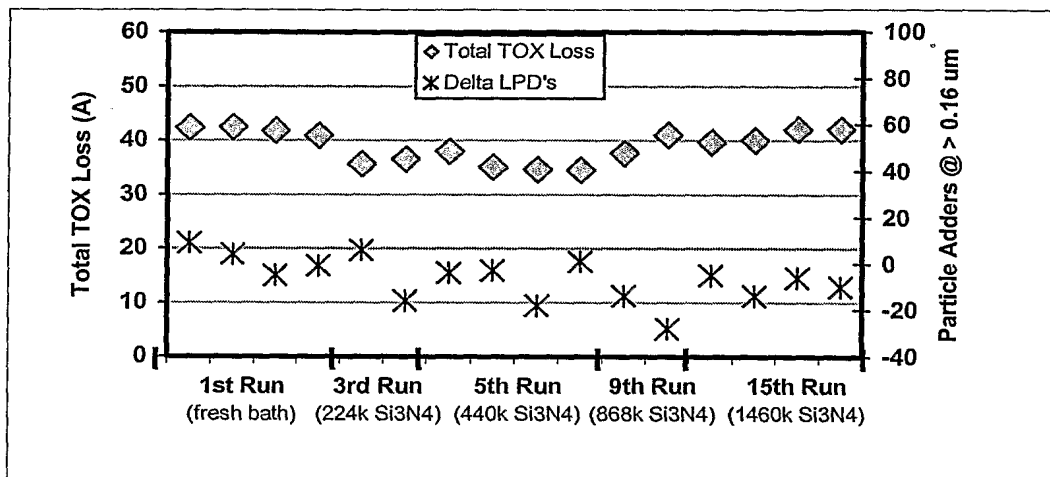 Total TOX Loss (A)
60
50
40
30
20
10
0
Total TOX Loss
Delta LPD's
100
80
60
40
20
0
-20
-40
Particle Adders @ > 0.16 um
1st Run 3rd Run 5th Run 9th Run 15th Run
(fresh bath) (224k Si3N4) (440k Si3N4) (868k Si3N4) (1460k Si3N4)